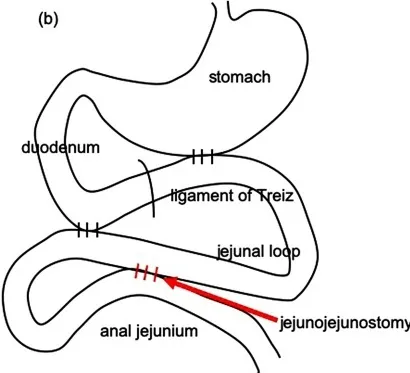 (b)
stomach
duodenum
ligament of Treiz
jejunal loop
jejunojejunostomy
anal jejunium